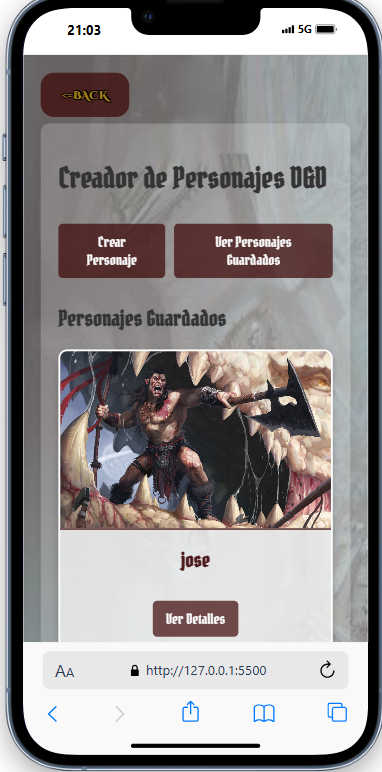 21:03
5G
<=BACK
Creador de Personajes D&D
Crear
Personaje
Ver Personajes
Guardados
Personajes Guardados
jose
Ver Detalles
AA
http://127.0.0.1:5500